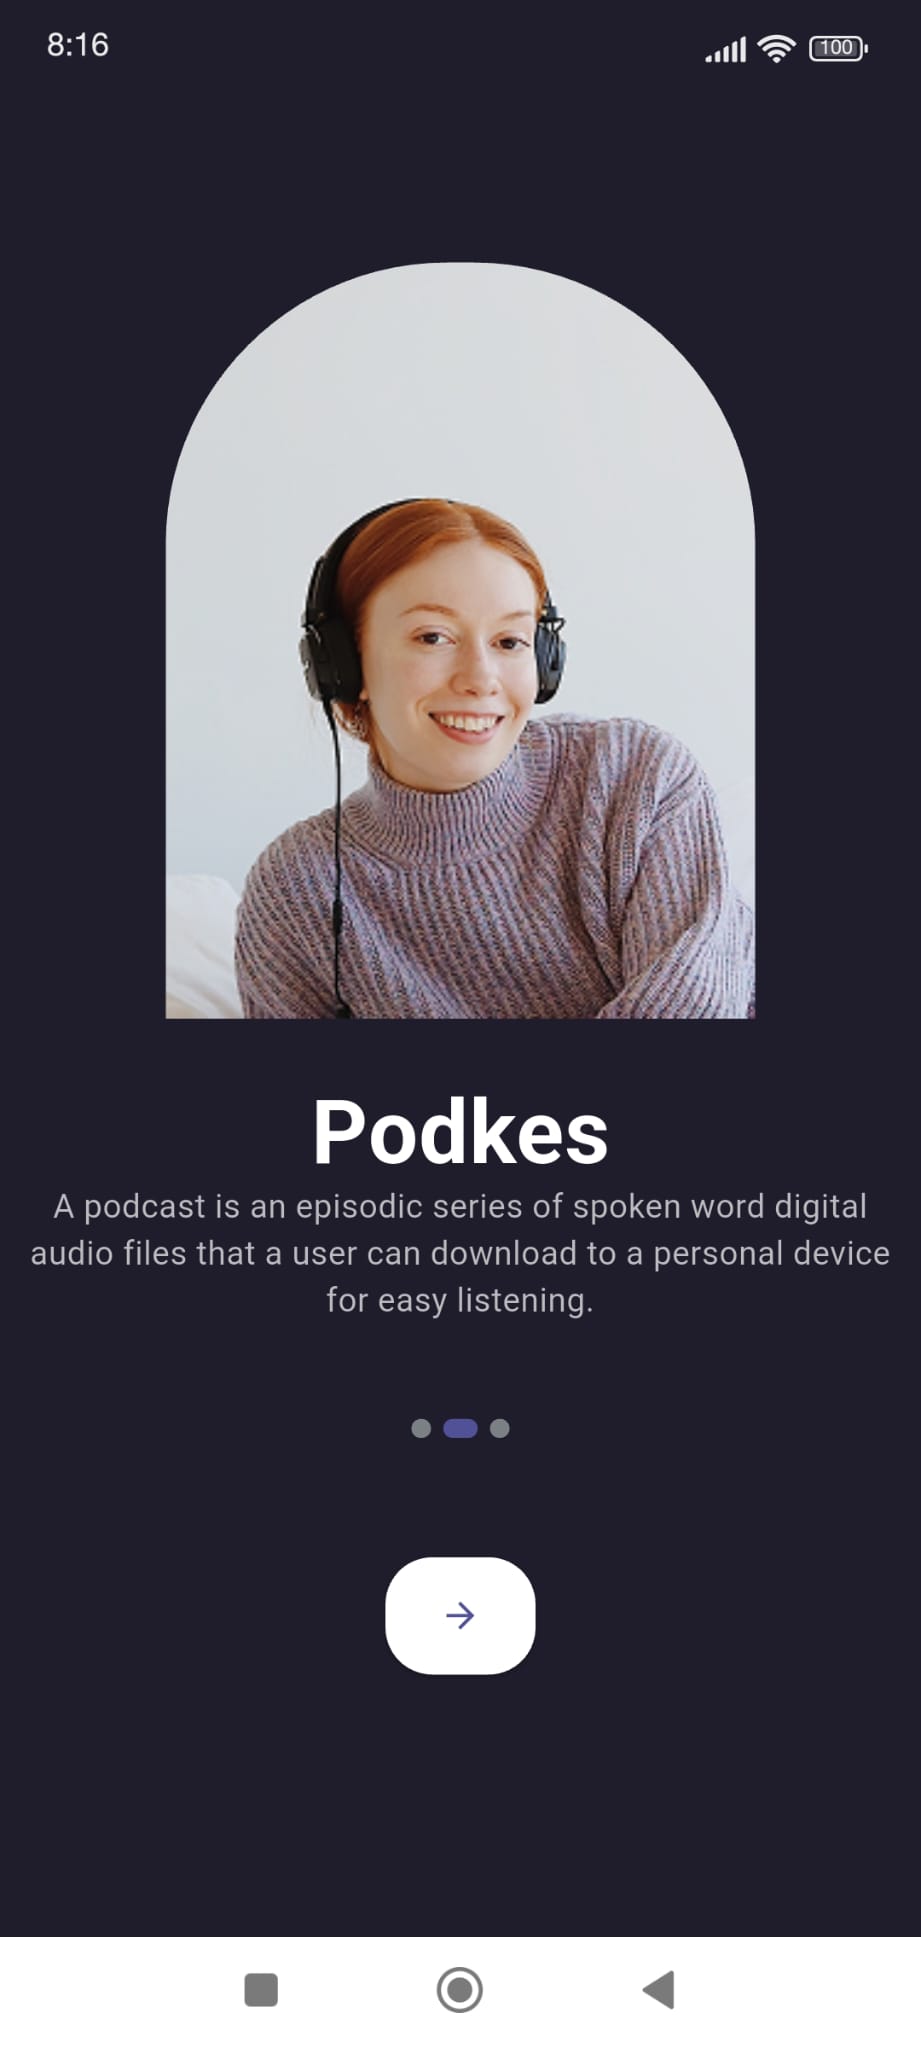 8:16
100
Podkes
A podcast is an episodic series of spoken word digital
audio files that a user can download to a personal device
for easy listening.